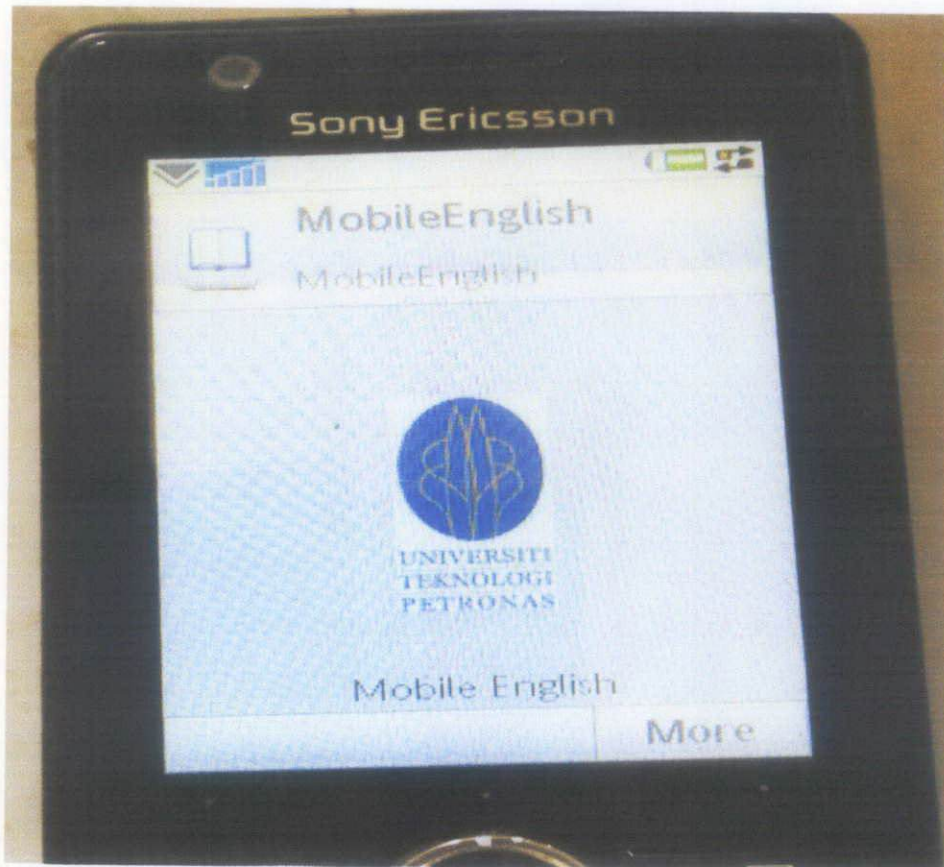 Sony Ericsson
MobileEnglish
MobileEnglish
UNIVERSITI
TEKNOLOGI
PETRONAS
Mobile English
More